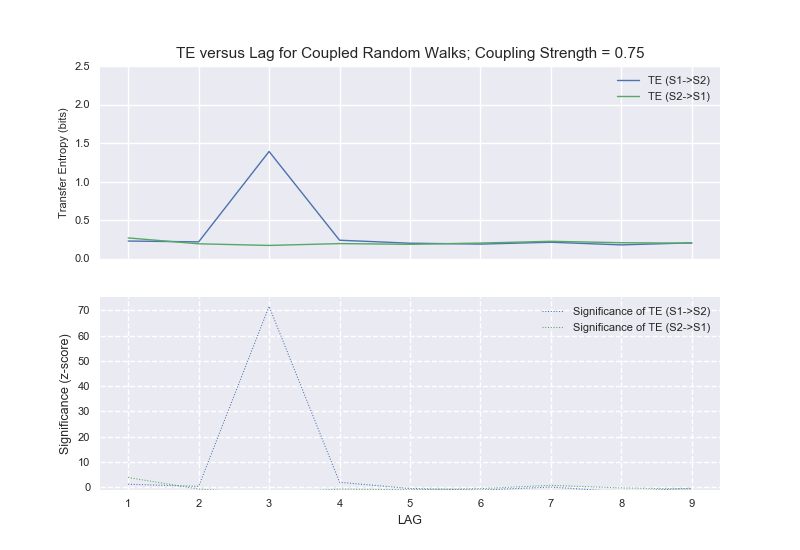 TE versus Lag for Coupled Random Walks; Coupling Strength = 0.75
2.5
2.0
1.5
1.0
0.5
0.0
Transfer Entropy (bits)
TE (S1->S2)
TE (S2->S1)
70
60
50
40
30
20
10
0
Significance (z-score)
Significance of TE (S1->S2)
Significance of TE (S2->S1)
1 2 3 4 5 6 7 8 9
LAG